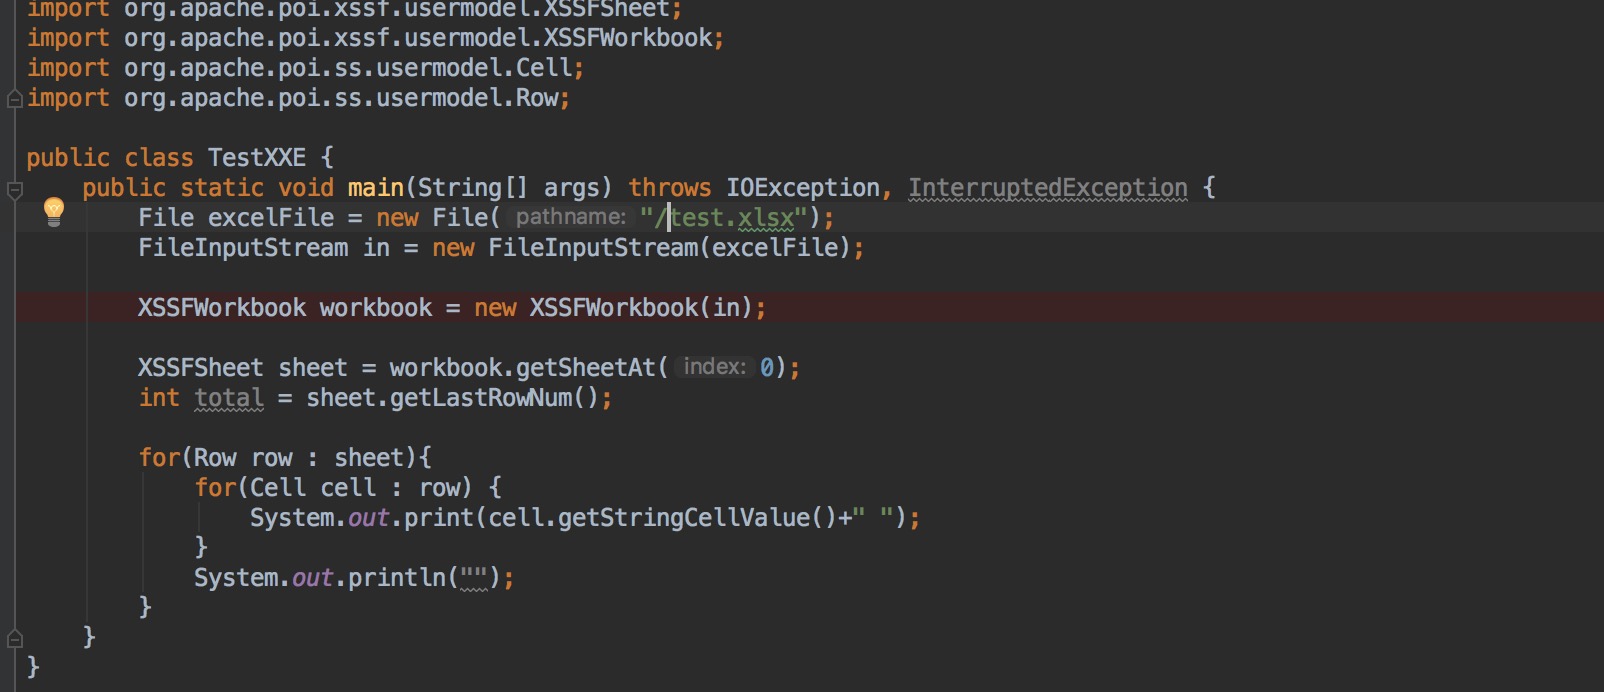 import org.apache.poi.xssf.usermodel.XSSFSheet;
import org.apache.poi.xssf.usermodel.XSSFWorkbook;
import org.apache.poi.ss.usermodel.Cell;
import org.apache.poi.ss.usermodel.Row;
public class TestXXE {
public static void main(String[] args) throws IOException, InterruptedException {
File excelFile = new File( pathname: "/test.xlsx");
FileInputStream in = new FileInputStream(excelFile);
XSSFWorkbook workbook = new XSSFWorkbook(in);
XSSFSheet sheet = workbook.getSheetAt( index: 0);
int total = sheet.getLastRowNum();
for(Row row : sheet){
for(Cell cell : row) {
System.out.print(cell.getStringCellValue()+" ");
}
System.out.println("");
}
}
}